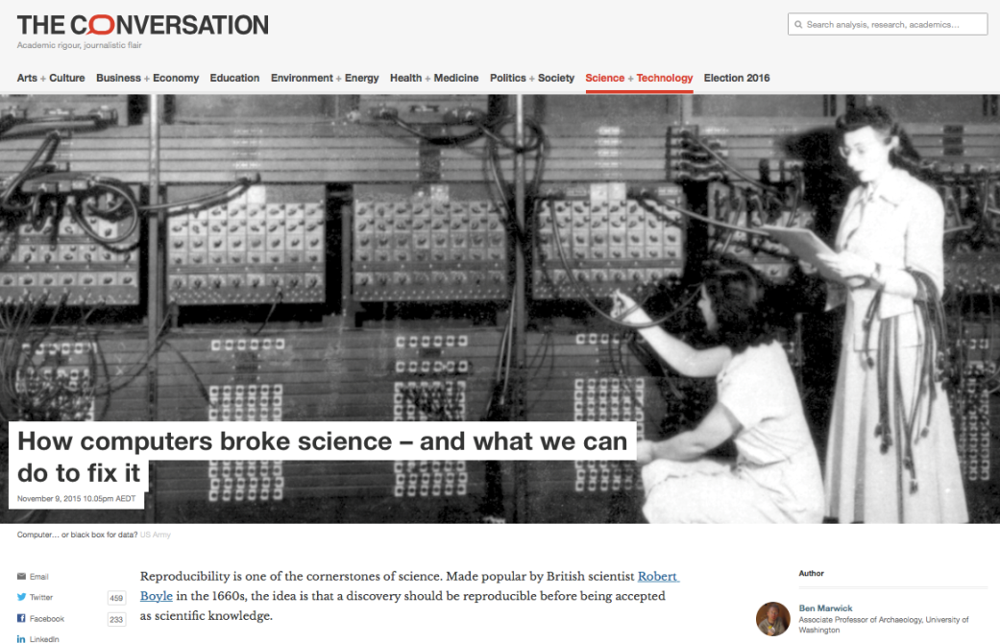 THE CONVERSATION
Academic rigour, journalistic flair
Search analysis, research, academics...
Arts + Culture Business + Economy Education Environment + Energy Health + Medicine Politics + Society Science + Technology Election 2016
How computers broke science – and what we can
do to fix it
November 9, 2015 10.05pm AEDT
Computer... or black box for data? US Army
Email
Twitter 459
Facebook 233
LinkedIn
Reproducibility is one of the cornerstones of science. Made popular by British scientist Robert
Boyle in the 1660s, the idea is that a discovery should be reproducible before being accepted
as scientific knowledge.
Author
Ben Marwick
Associate Professor of Archaeology, University of
Washington